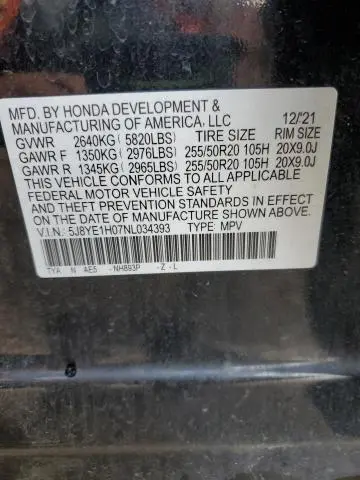 MFD. BY HONDA DEVELOPMENT &
MANUFACTURING OF AMERICA, LLC 12/'21
GVWR 2640KG (5820LBS) TIRE SIZE RIM SIZE
GAWR F 1350KG (2976LBS) 255/50R20 105H 20X9.0J
GAWR R 1345KG (2965LBS) 255/50R20 105H 20X9.0J
THIS VEHICLE CONFORMS TO ALL APPLICABLE
FEDERAL MOTOR VEHICLE SAFETY
AND THEFT PREVENTION STANDARDS IN EFFECT
ON THE DATE OF MANUFACTURE SHOWN ABOVE.
V.I.N.: 5J8YE1H07NL034393 TYPE: MPV
TYA N AE5 -NH893P -Z -L